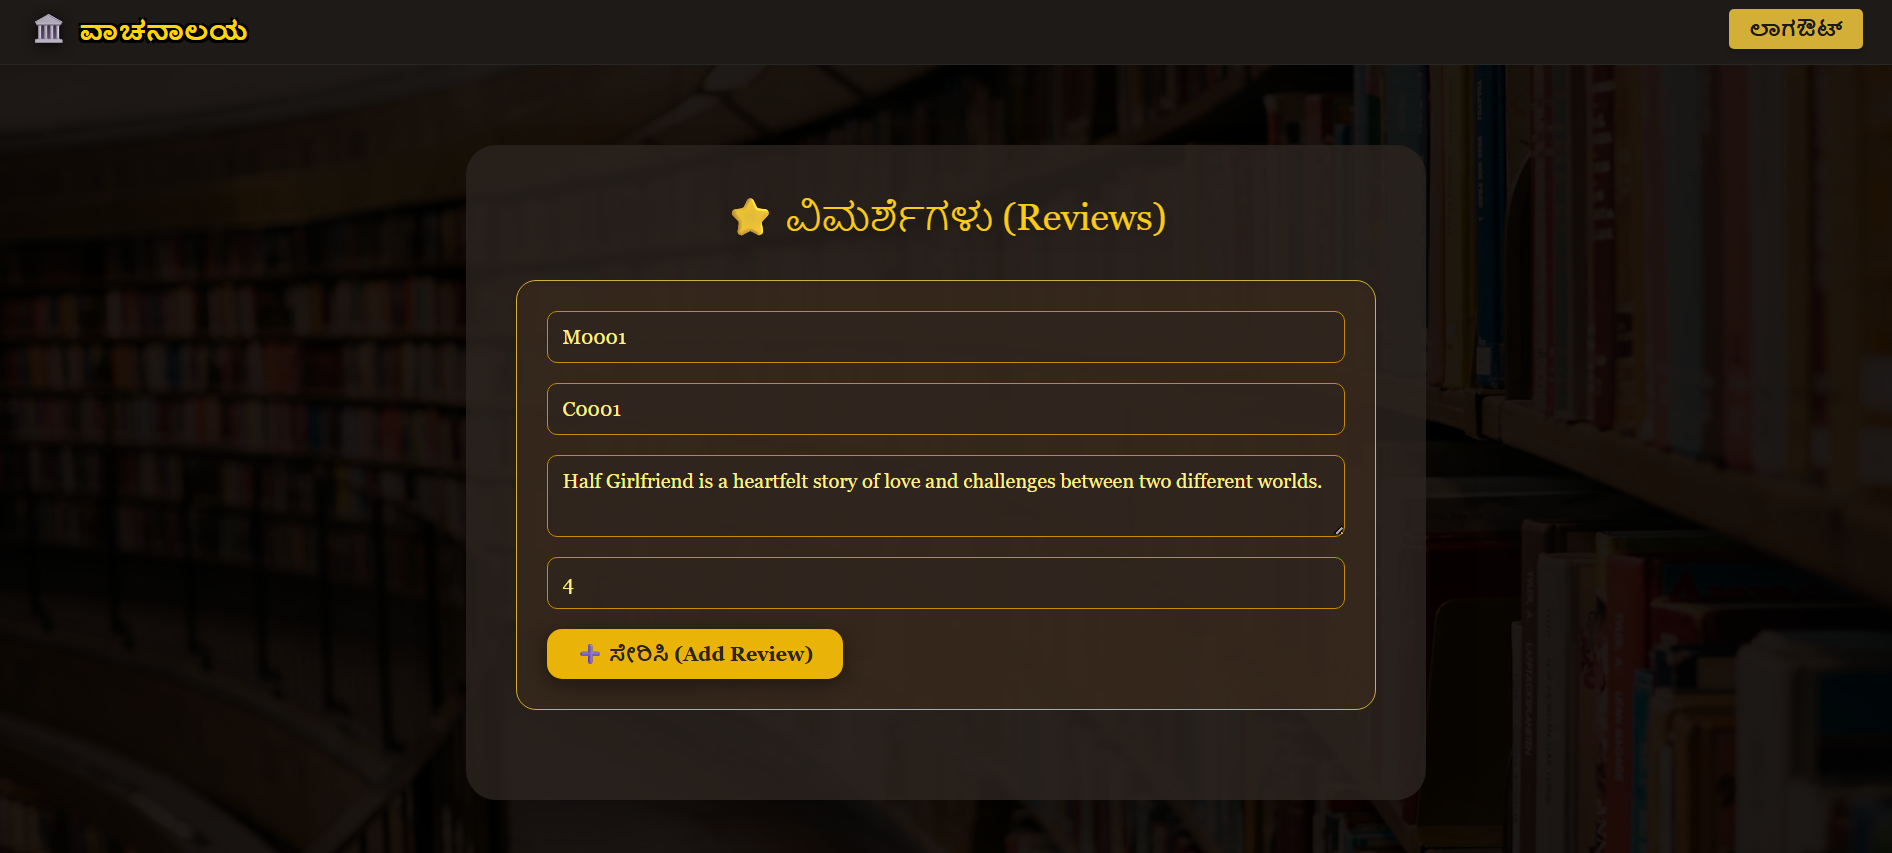 ವಾಚನಾಲಯ
ಲಾಗ್ಔಟ್
ವಿಮರ್ಶೆಗಳು (Reviews)
M0001
C0001
Half Girlfriend is a heartfelt story of love and challenges between two different worlds.
4
ಸೇರಿಸಿ (Add Review)